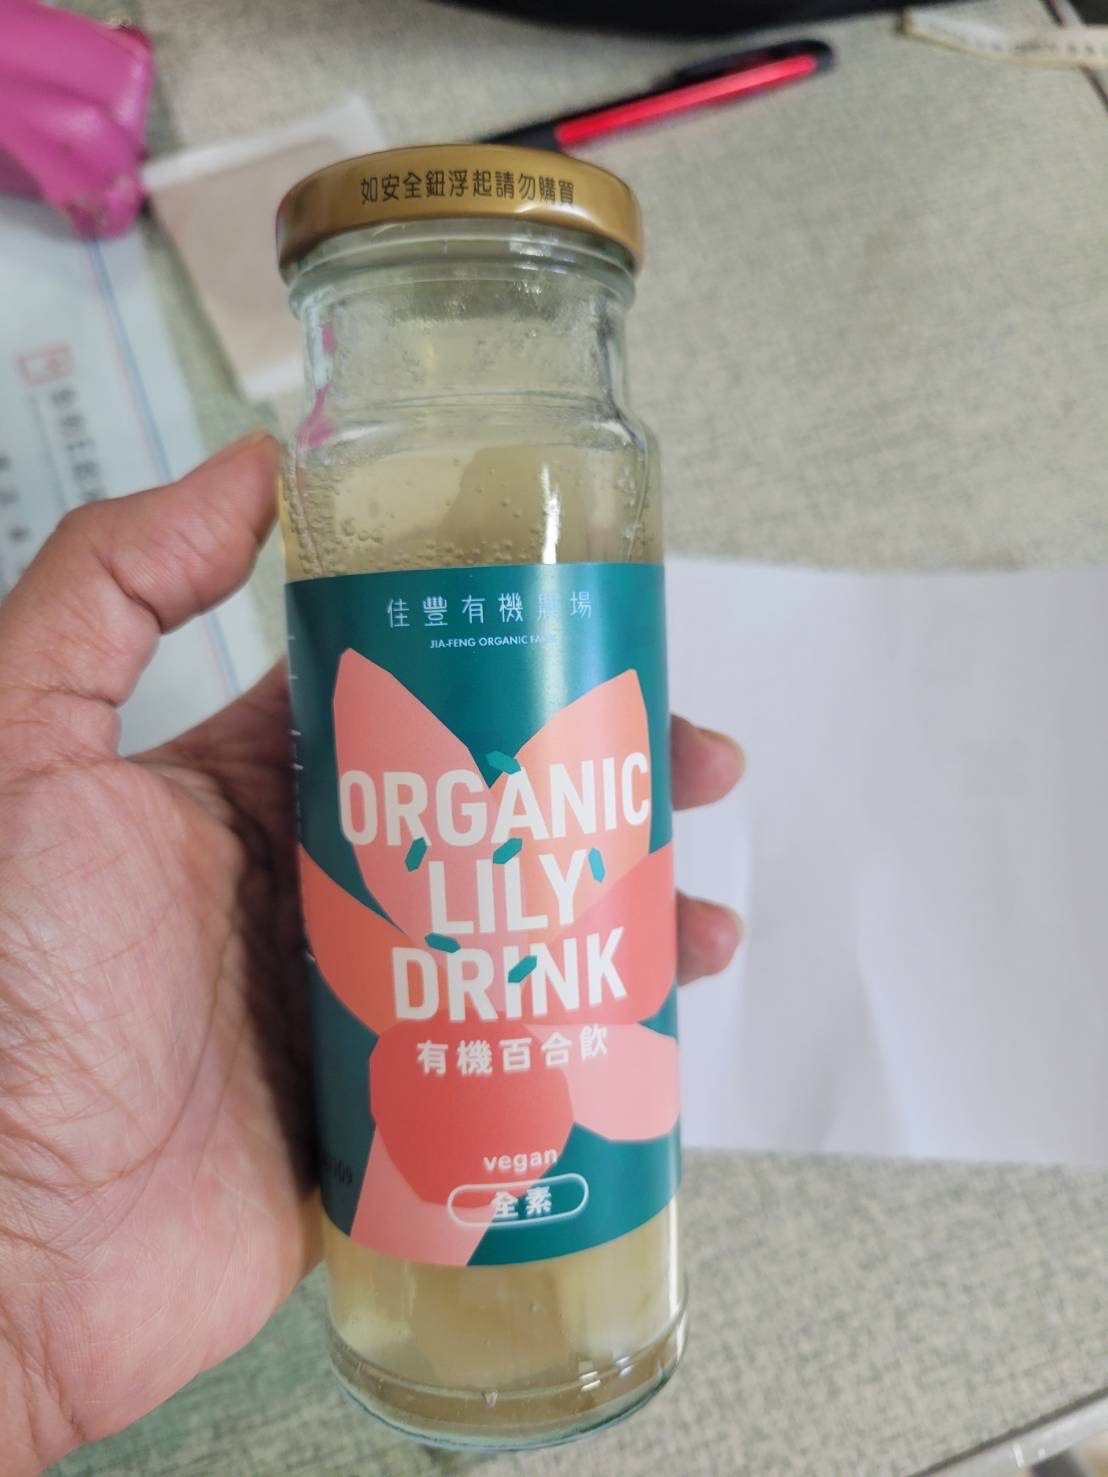 如安全鈕浮起請勿購買
佳豐有機農場
JIA-FENG ORGANIC FARM
ORGANIC
LILY
DRINK
有機百合飲
vegan
全素